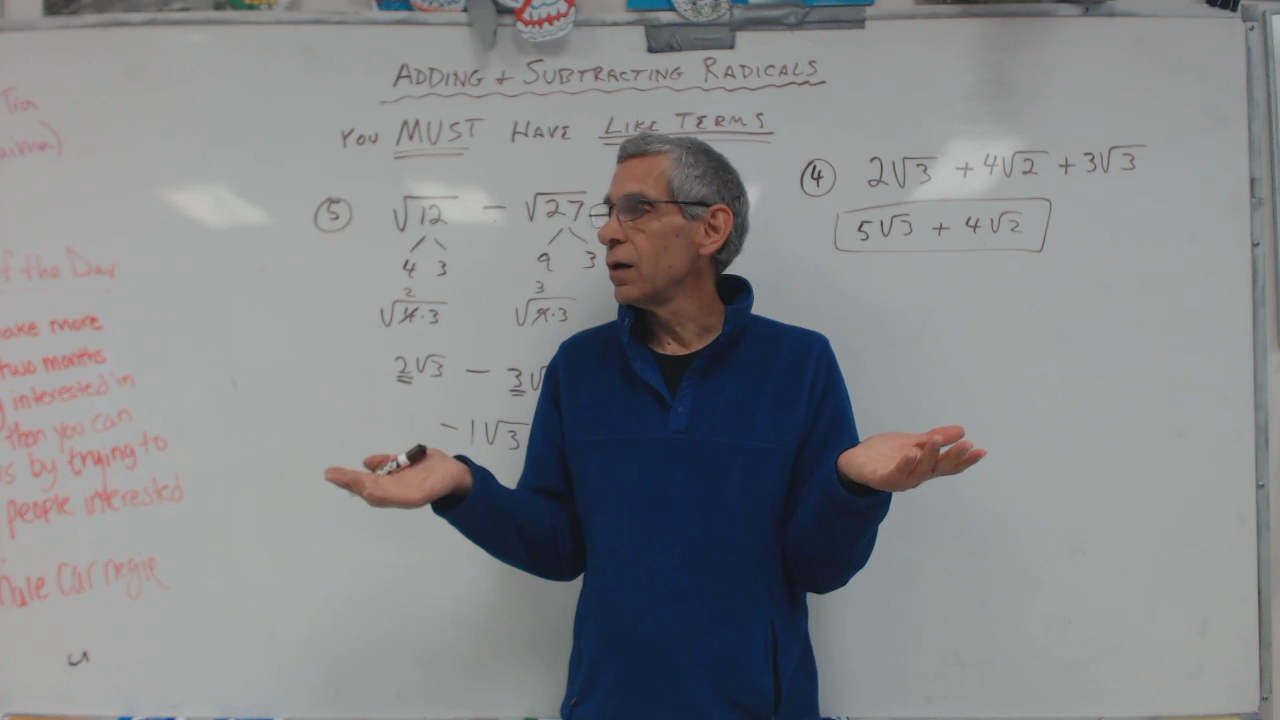 ADDING + SUBTRACTING RADICALS
YOU MUST HAVE LIKE TERMS
Tia
⑤ √12 − √27
4 3 9 3
2 3
√4·3 √9·3
2√3 − 3√
−1√3
④ 2√3 + 4√2 + 3√3
5√3 + 4√2
of the Day
make more
two months
interested in
than you can
by trying to
people interested
Dale Carnegie